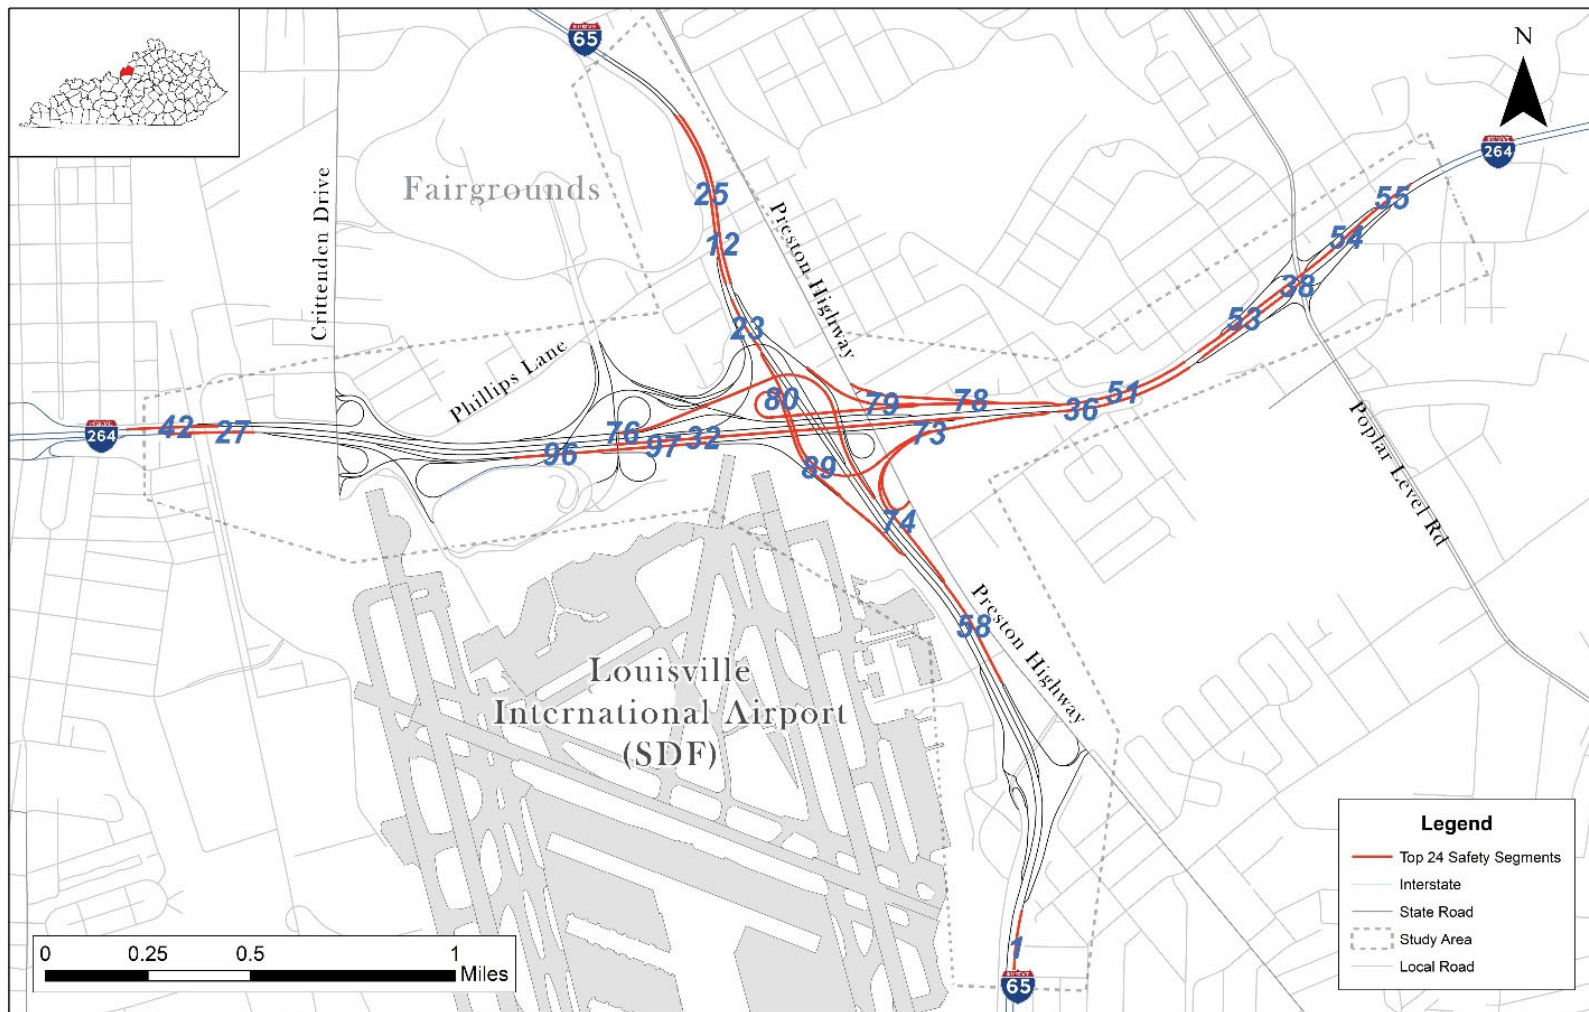 65
N
264
Fairgrounds
Crittenden Drive
Preston Highway
25
12
55
54
38
53
23
Phillips Lane
51
36
80
79
78
42
27
264
76
97
32
96
73
89
74
Poplar Level Rd
58
Preston Highway
Louisville
International Airport
(SDF)
1
65
0 0.25 0.5 1
Miles
Legend
Top 24 Safety Segments
Interstate
State Road
Study Area
Local Road